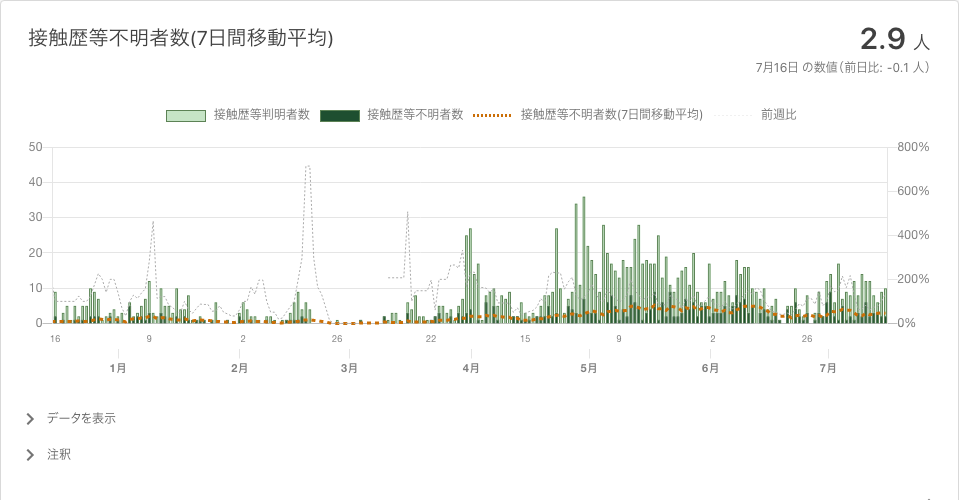 接触歴等不明者数(7日間移動平均)
2.9 人
7月16日 の数値（前日比: -0.1 人）
接触歴等判明者数 接触歴等不明者数 接触歴等不明者数(7日間移動平均) 前週比
50 800%
40 600%
30 400%
20 200%
10
0 0%
16 9 2 26 22 15 9 2 26
1月 2月 3月 4月 5月 6月 7月
データを表示
注釈